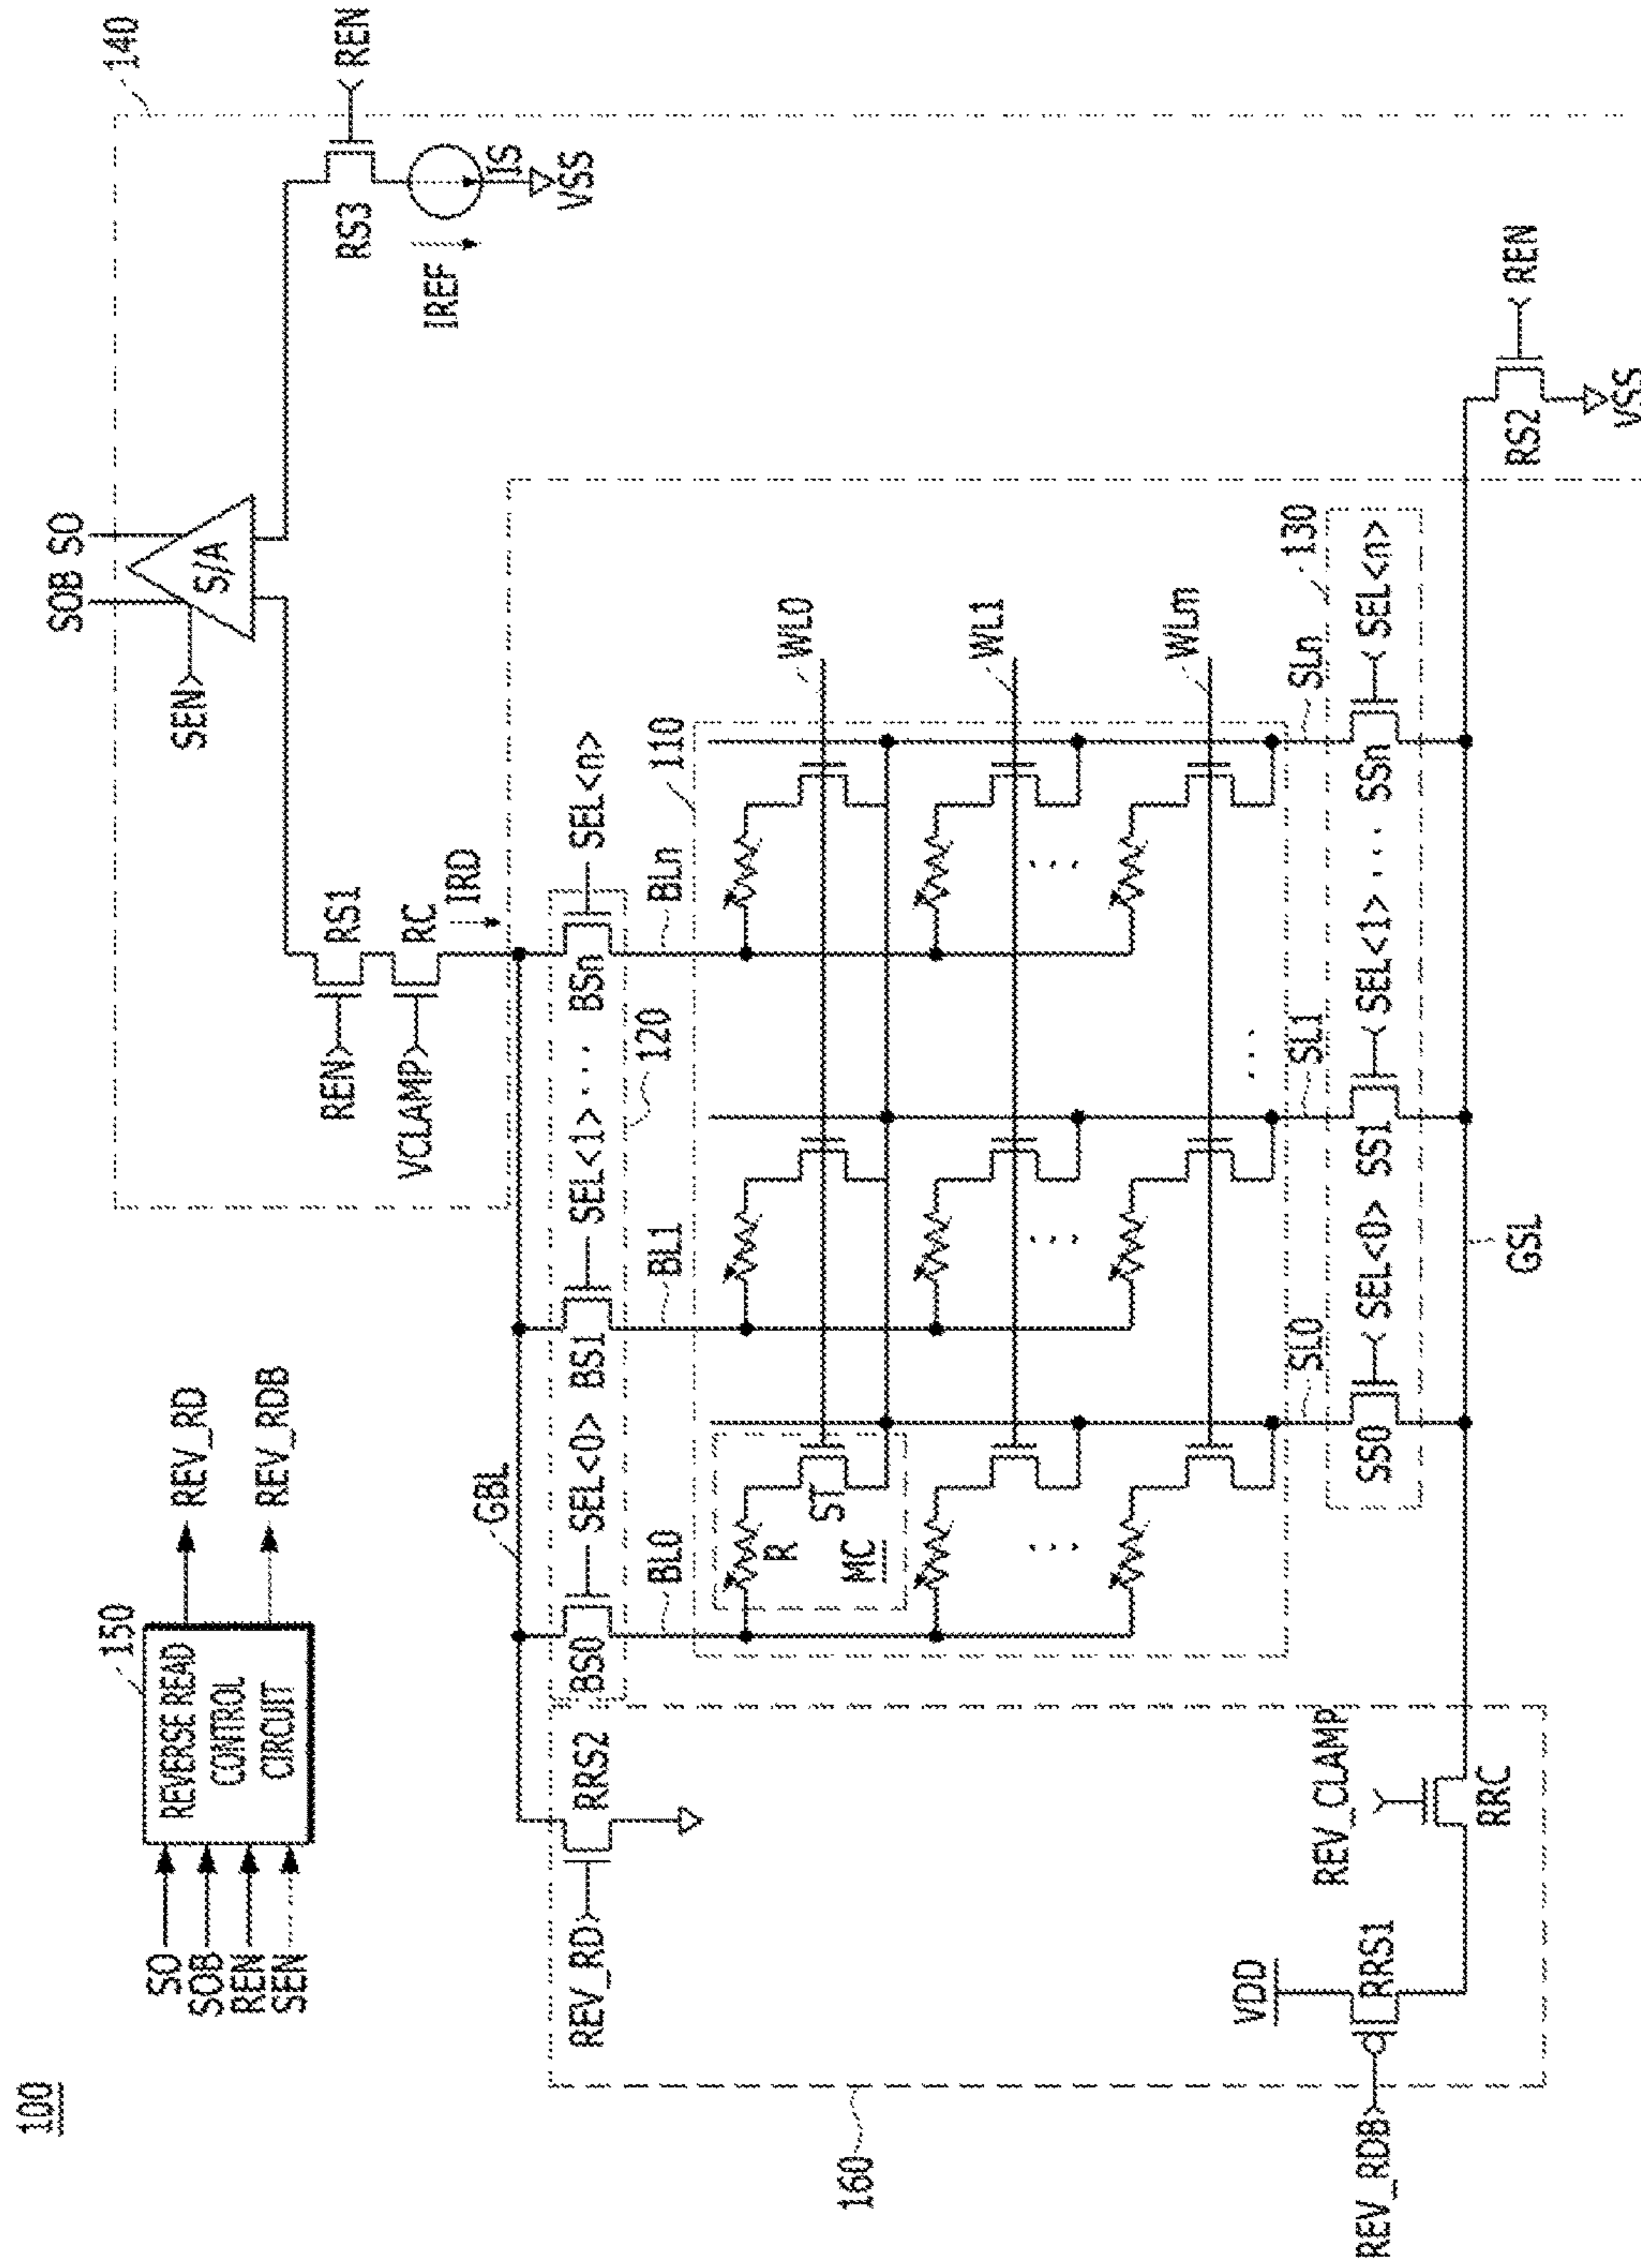 100
SO
SOB
REN
SEN
150
REVERSE READ
CONTROL
CIRCUIT
REV_RD
REV_RDB
SOB SO
SEN
S/A
140
REN
RS3
IREF
IS
VSS
REN
RS1
VCLAMP
RC
IRD
GBL
REV_RD
RRS2
BS0
SEL<0>
BS1
SEL<1>
...
BSn
SEL<n>
120
BL0
BL1
BLn
110
WL0
WL1
WLm
R
ST
MC
...
...
...
...
SL0
SL1
SLn
130
SS0
SEL<0>
SS1
SEL<1>
...
SSn
SEL<n>
GSL
RS2
REN
VSS
160
VDD
REV_RDB
RRS1
REV_CLAMP
RRC